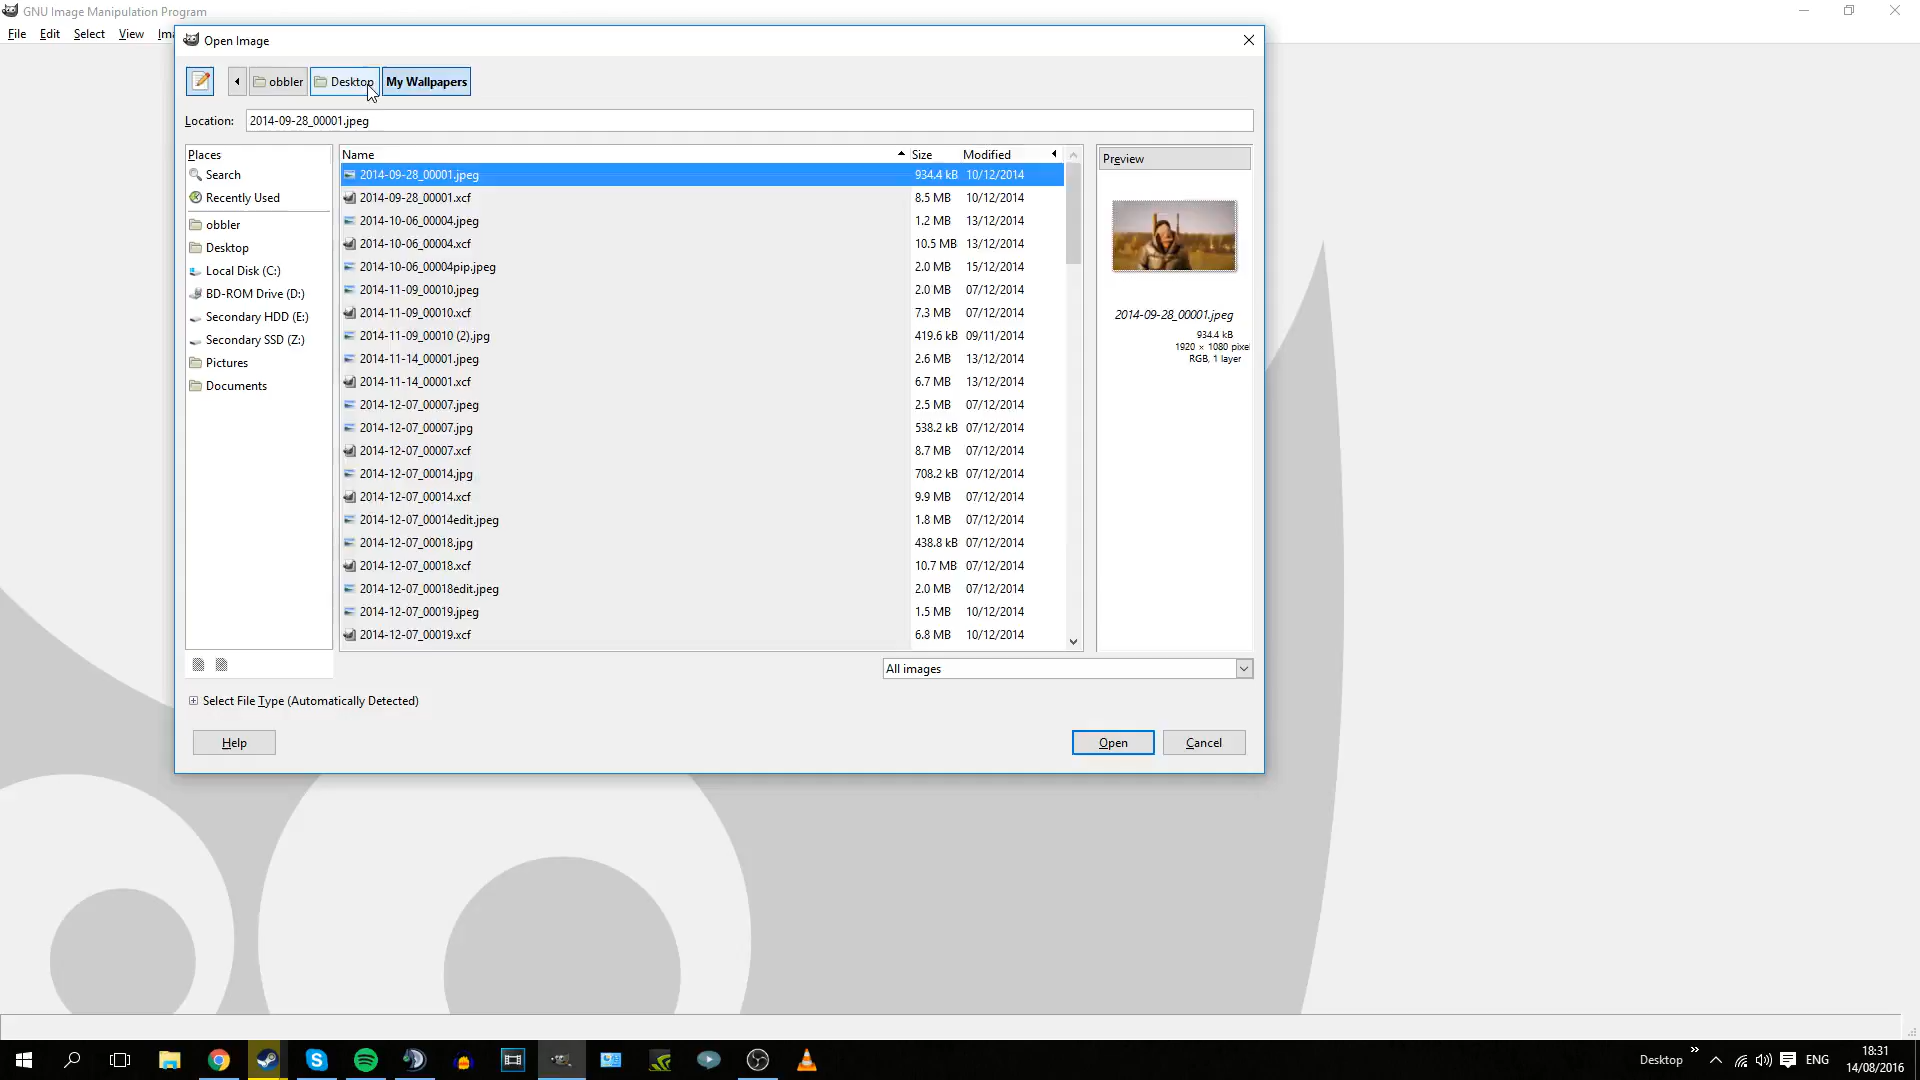 GNU Image Manipulation Program
File Edit Select View Ima
Open Image
obbler Desktop My Wallpapers
Location: 2014-09-28_00001.jpeg
Places
Search
Recently Used
obbler
Desktop
Local Disk (C:)
BD-ROM Drive (D:)
Secondary HDD (E:)
Secondary SSD (Z:)
Pictures
Documents
Name Size Modified
2014-09-28_00001.jpeg 934.4 kB 10/12/2014
2014-09-28_00001.xcf 8.5 MB 10/12/2014
2014-10-06_00004.jpeg 1.2 MB 13/12/2014
2014-10-06_00004.xcf 10.5 MB 13/12/2014
2014-10-06_00004pip.jpeg 2.0 MB 15/12/2014
2014-11-09_00010.jpeg 2.0 MB 07/12/2014
2014-11-09_00010.xcf 7.3 MB 07/12/2014
2014-11-09_00010 (2).jpg 419.6 kB 09/11/2014
2014-11-14_00001.jpeg 2.6 MB 13/12/2014
2014-11-14_00001.xcf 6.7 MB 13/12/2014
2014-12-07_00007.jpeg 2.5 MB 07/12/2014
2014-12-07_00007.jpg 538.2 kB 07/12/2014
2014-12-07_00007.xcf 8.7 MB 07/12/2014
2014-12-07_00014.jpg 708.2 kB 07/12/2014
2014-12-07_00014.xcf 9.9 MB 07/12/2014
2014-12-07_00014edit.jpeg 1.8 MB 07/12/2014
2014-12-07_00018.jpg 438.8 kB 07/12/2014
2014-12-07_00018.xcf 10.7 MB 07/12/2014
2014-12-07_00018edit.jpeg 2.0 MB 07/12/2014
2014-12-07_00019.jpeg 1.5 MB 10/12/2014
2014-12-07_00019.xcf 6.8 MB 10/12/2014
Preview
2014-09-28_00001.jpeg
934.4 kB
1920 × 1080 pixe
RGB, 1 layer
All images
Select File Type (Automatically Detected)
Help Open Cancel
Desktop » ENG
18:31
14/08/2016